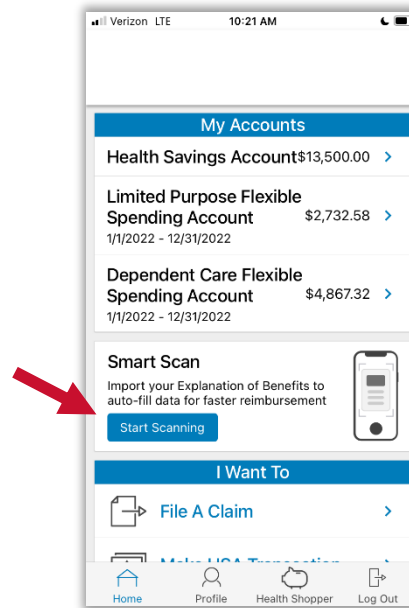 Verizon LTE 10:21 AM
My Accounts
Health Savings Account $13,500.00
Limited Purpose Flexible
Spending Account $2,732.58
1/1/2022 - 12/31/2022
Dependent Care Flexible
Spending Account $4,867.32
1/1/2022 - 12/31/2022
Smart Scan
Import your Explanation of Benefits to
auto-fill data for faster reimbursement
Start Scanning
I Want To
File A Claim
Make HSA Transaction
Home Profile Health Shopper Log Out